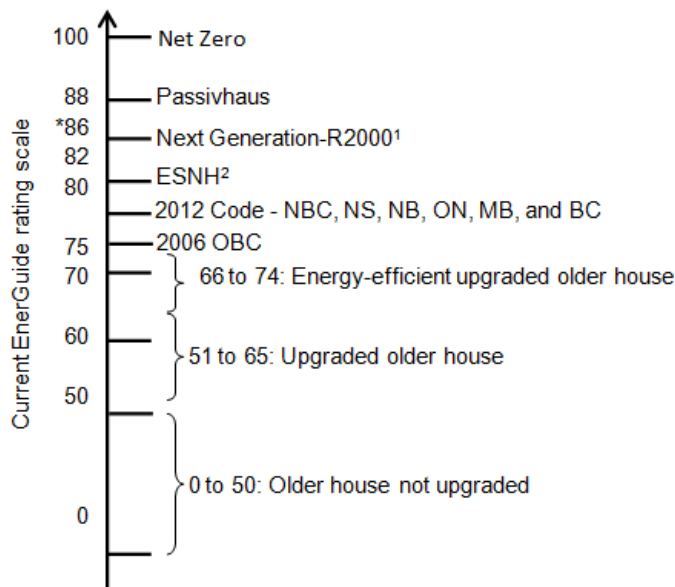 100 Net Zero
88 Passivhaus
*86 Next Generation-R2000¹
82
ESNH²
80
2012 Code - NBC, NS, NB, ON, MB, and BC
75 2006 OBC
70 66 to 74: Energy-efficient upgraded older house
60
51 to 65: Upgraded older house
50
0 to 50: Older house not upgraded
0
Current EnerGuide rating scale